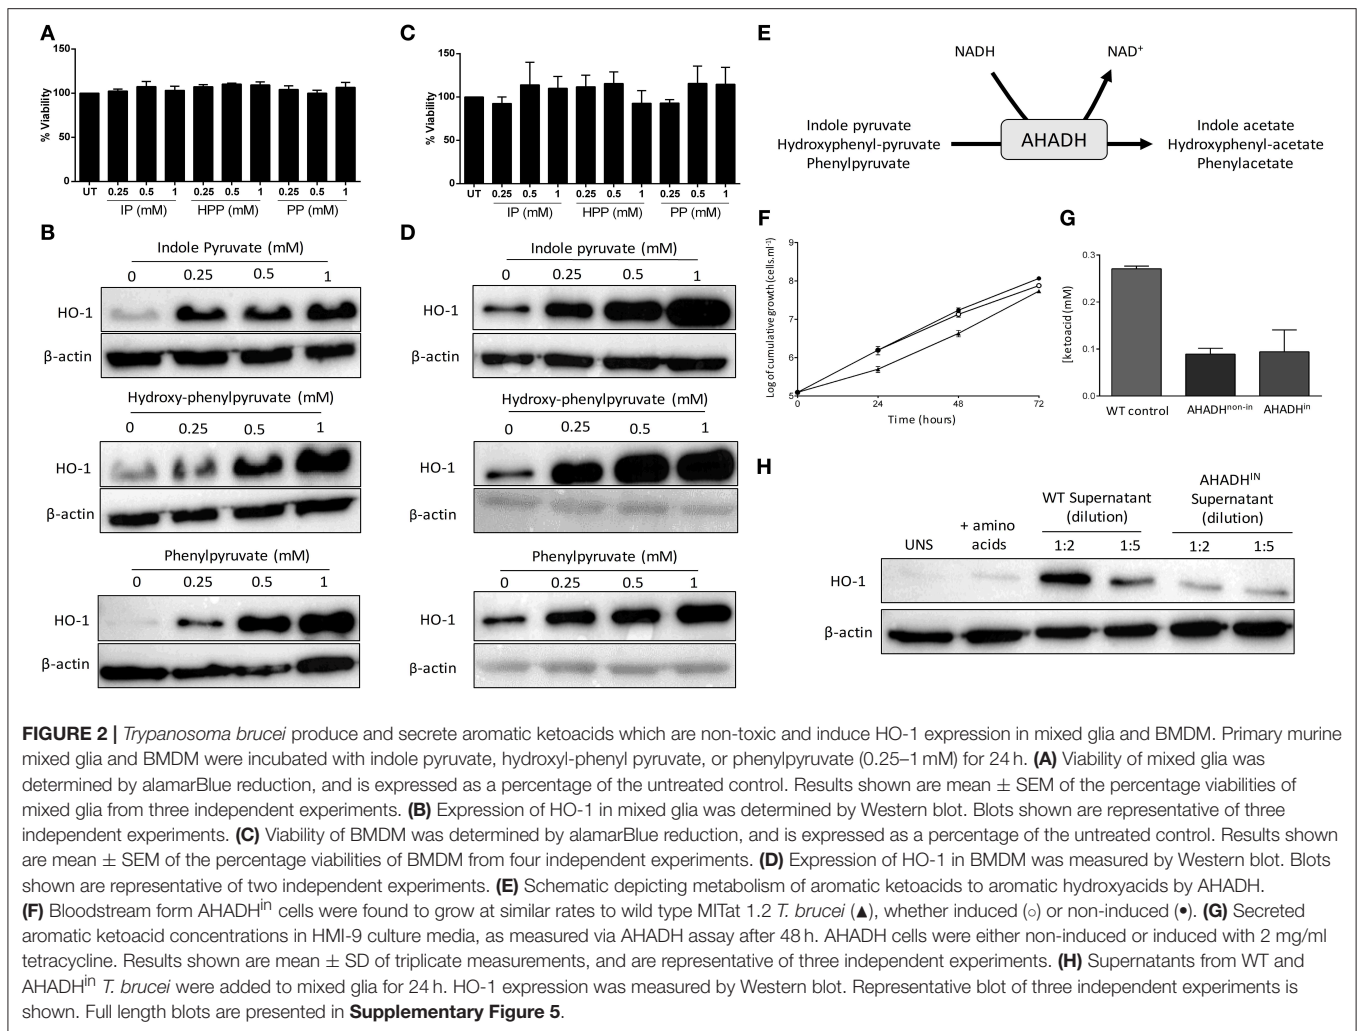 A
150
100
50
0
% Viability
UT 0.25 0.5 1 0.25 0.5 1 0.25 0.5 1
IP (mM) HPP (mM) PP (mM)
B
Indole Pyruvate (mM)
0 0.25 0.5 1
HO-1
β-actin
Hydroxy-phenylpyruvate (mM)
0 0.25 0.5 1
HO-1
β-actin
Phenylpyruvate (mM)
0 0.25 0.5 1
HO-1
β-actin
C
150
100
50
0
% Viability
UT 0.25 0.5 1 0.25 0.5 1 0.25 0.5 1
IP (mM) HPP (mM) PP (mM)
D
Indole pyruvate (mM)
0 0.25 0.5 1
HO-1
β-actin
Hydroxy-phenylpyruvate (mM)
0 0.25 0.5 1
HO-1
β-actin
Phenylpyruvate (mM)
0 0.25 0.5 1
HO-1
β-actin
E
NADH NAD+
Indole pyruvate
Hydroxyphenyl-pyruvate
Phenylpyruvate
AHADH
Indole acetate
Hydroxyphenyl-acetate
Phenylacetate
F
Log of cumulative growth (cells.ml-1)
9
8
7
6
5
0 24 48 72
Time (hours)
G
[ketoacid (mM)
0.3
0.2
0.1
0.0
WT control AHADHnon-in AHADHin
H
UNS
+ amino
acids
WT Supernatant
(dilution)
1:2 1:5
AHADHIN
Supernatant
(dilution)
1:2 1:5
HO-1
β-actin
FIGURE 2 | Trypanosoma brucei produce and secrete aromatic ketoacids which are non-toxic and induce HO-1 expression in mixed glia and BMDM. Primary murine
mixed glia and BMDM were incubated with indole pyruvate, hydroxyl-phenyl pyruvate, or phenylpyruvate (0.25–1 mM) for 24 h. (A) Viability of mixed glia was
determined by alamarBlue reduction, and is expressed as a percentage of the untreated control. Results shown are mean ± SEM of the percentage viabilities of
mixed glia from three independent experiments. (B) Expression of HO-1 in mixed glia was determined by Western blot. Blots shown are representative of three
independent experiments. (C) Viability of BMDM was determined by alamarBlue reduction, and is expressed as a percentage of the untreated control. Results shown
are mean ± SEM of the percentage viabilities of BMDM from four independent experiments. (D) Expression of HO-1 in BMDM was measured by Western blot. Blots
shown are representative of two independent experiments. (E) Schematic depicting metabolism of aromatic ketoacids to aromatic hydroxyacids by AHADH.
(F) Bloodstream form AHADHin cells were found to grow at similar rates to wild type MITat 1.2 T. brucei (▲), whether induced (○) or non-induced (●). (G) Secreted
aromatic ketoacid concentrations in HMI-9 culture media, as measured via AHADH assay after 48 h. AHADH cells were either non-induced or induced with 2 mg/ml
tetracycline. Results shown are mean ± SD of triplicate measurements, and are representative of three independent experiments. (H) Supernatants from WT and
AHADHin T. brucei were added to mixed glia for 24 h. HO-1 expression was measured by Western blot. Representative blot of three independent experiments is
shown. Full length blots are presented in Supplementary Figure 5.